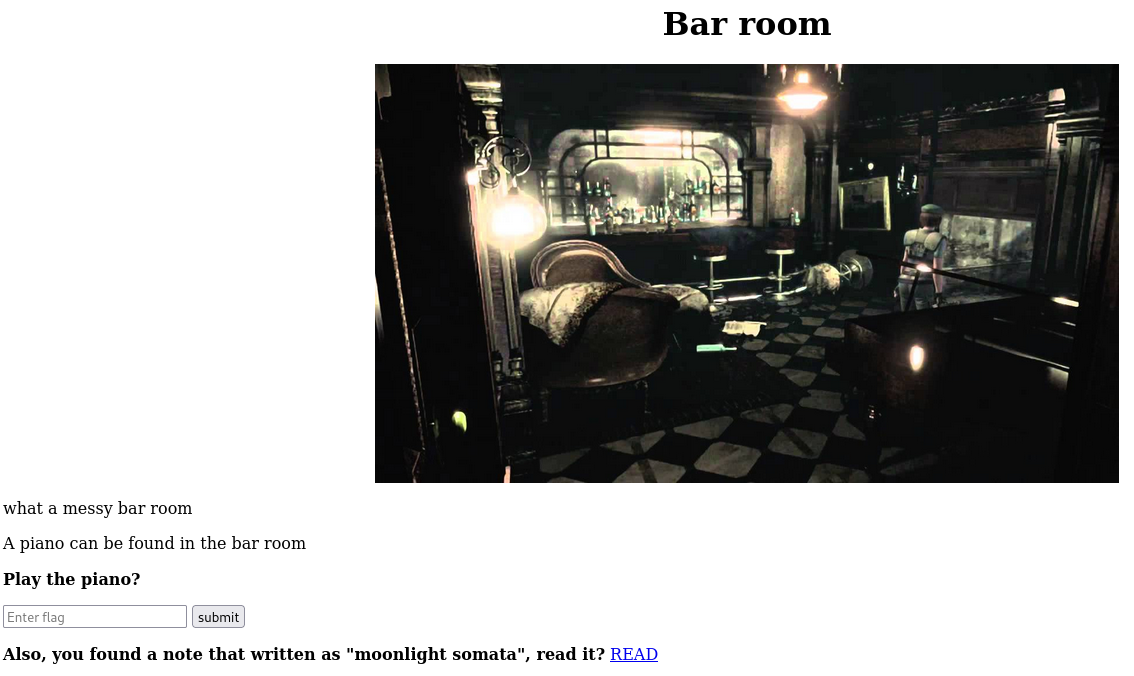 Bar room
what a messy bar room
A piano can be found in the bar room
Play the piano?
Enter flag submit
Also, you found a note that written as "moonlight somata", read it? READ